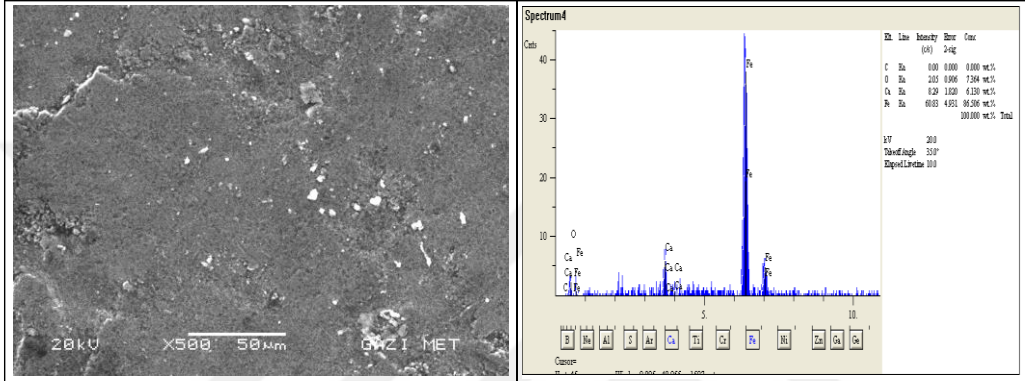 20kV X500 50µm GAZI MET
Spectrum4
Cnts
Elt. Line Intensity Error Conc
(c/s) 2-sig
C Ka 0.00 0.000 0.000 wt.%
O Ka 2.05 0.906 7.364 wt.%
Ca Ka 8.29 1.820 6.130 wt.%
Fe Ka 60.83 4.931 86.506 wt.%
100.000 wt.% Total
kV 20.0
Takeoff Angle 35.0°
Elapsed Livetime 10.0
40
30
20
10
Fe
Fe
O
Ca Fe
Ca Fe
C Fe
Ca
Ca Ca
Ca Ca
Fe
Fe
5. 10.
B Ne Al S Ar Ca Ti Cr Fe Ni Zn Ga Ge
Cursor=